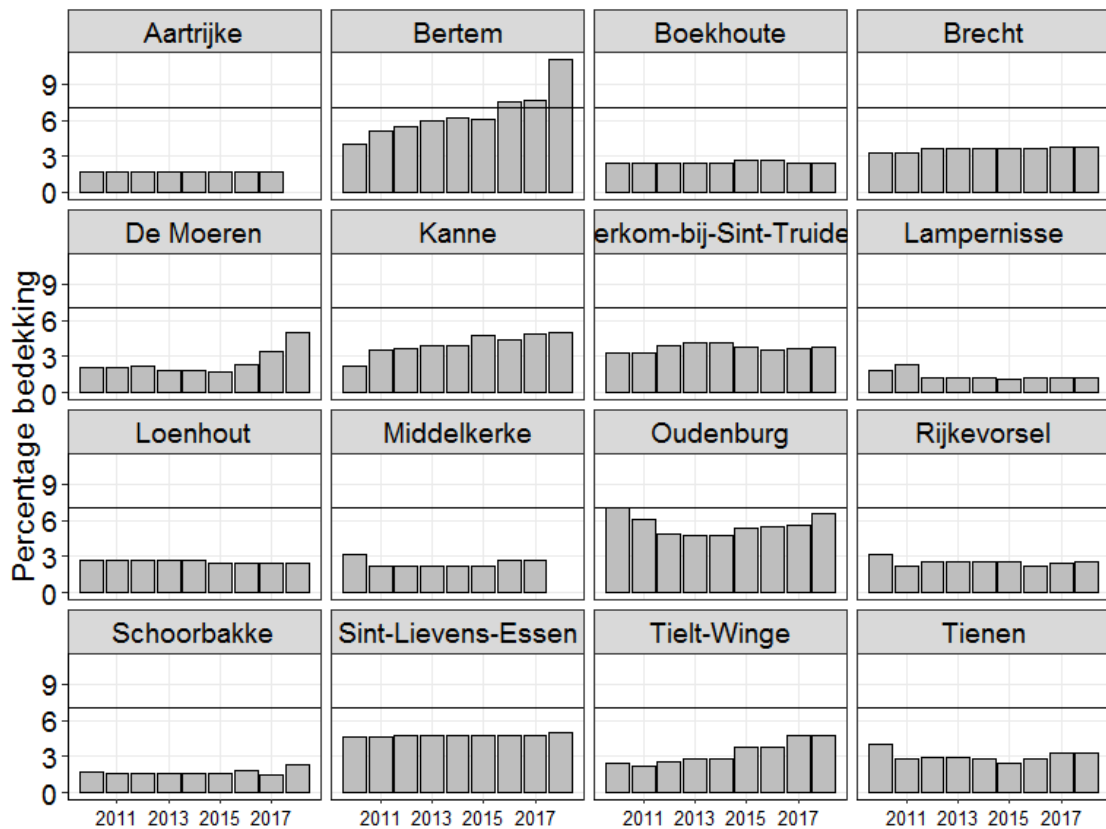 Aartrijke Bertem Boekhoute Brecht
9
6
3
0
De Moeren Kanne erkom-bij-Sint-Truide Lampernisse
9
6
3
0
Percentage bedekking
Loenhout Middelkerke Oudenburg Rijkevorsel
9
6
3
0
Schoorbakke Sint-Lievens-Essen Tielt-Winge Tienen
9
6
3
0
2011 2013 2015 2017 2011 2013 2015 2017 2011 2013 2015 2017 2011 2013 2015 2017